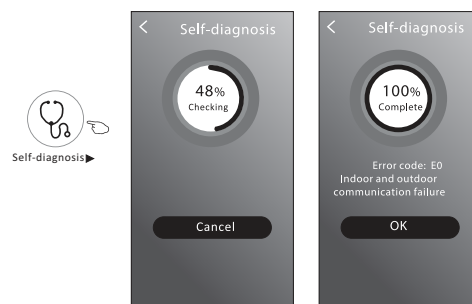 Self-diagnosis▶
Self-diagnosis
48%
Checking
Cancel
Self-diagnosis
100%
Complete
Error code: E0
Indoor and outdoor
communication failure
OK